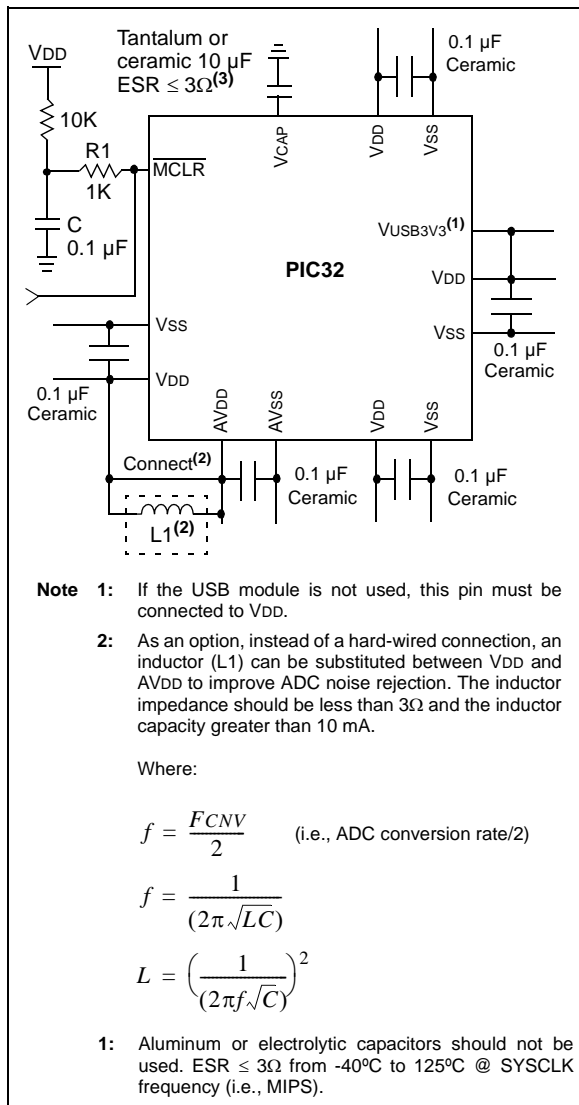 VDD
Tantalum or
ceramic 10 µF
ESR ≤ 3Ω(3)
0.1 µF
Ceramic
10K
R1
1K
MCLR
C
0.1 µF
VCAP
VDD
VSS
VUSB3V3(1)
PIC32
VDD
VSS
0.1 µF
Ceramic
VSS
VDD
0.1 µF
Ceramic
AVDD
AVSS
VDD
VSS
Connect(2)
0.1 µF
Ceramic
0.1 µF
Ceramic
L1(2)
Note 1: If the USB module is not used, this pin must be
connected to VDD.
2: As an option, instead of a hard-wired connection, an
inductor (L1) can be substituted between VDD and
AVDD to improve ADC noise rejection. The inductor
impedance should be less than 3Ω and the inductor
capacity greater than 10 mA.
Where:
f = FCNV / 2 (i.e., ADC conversion rate/2)
f = 1 / (2π√LC)
L = (1 / (2πf√C))²
1: Aluminum or electrolytic capacitors should not be
used. ESR ≤ 3Ω from -40ºC to 125ºC @ SYSCLK
frequency (i.e., MIPS).